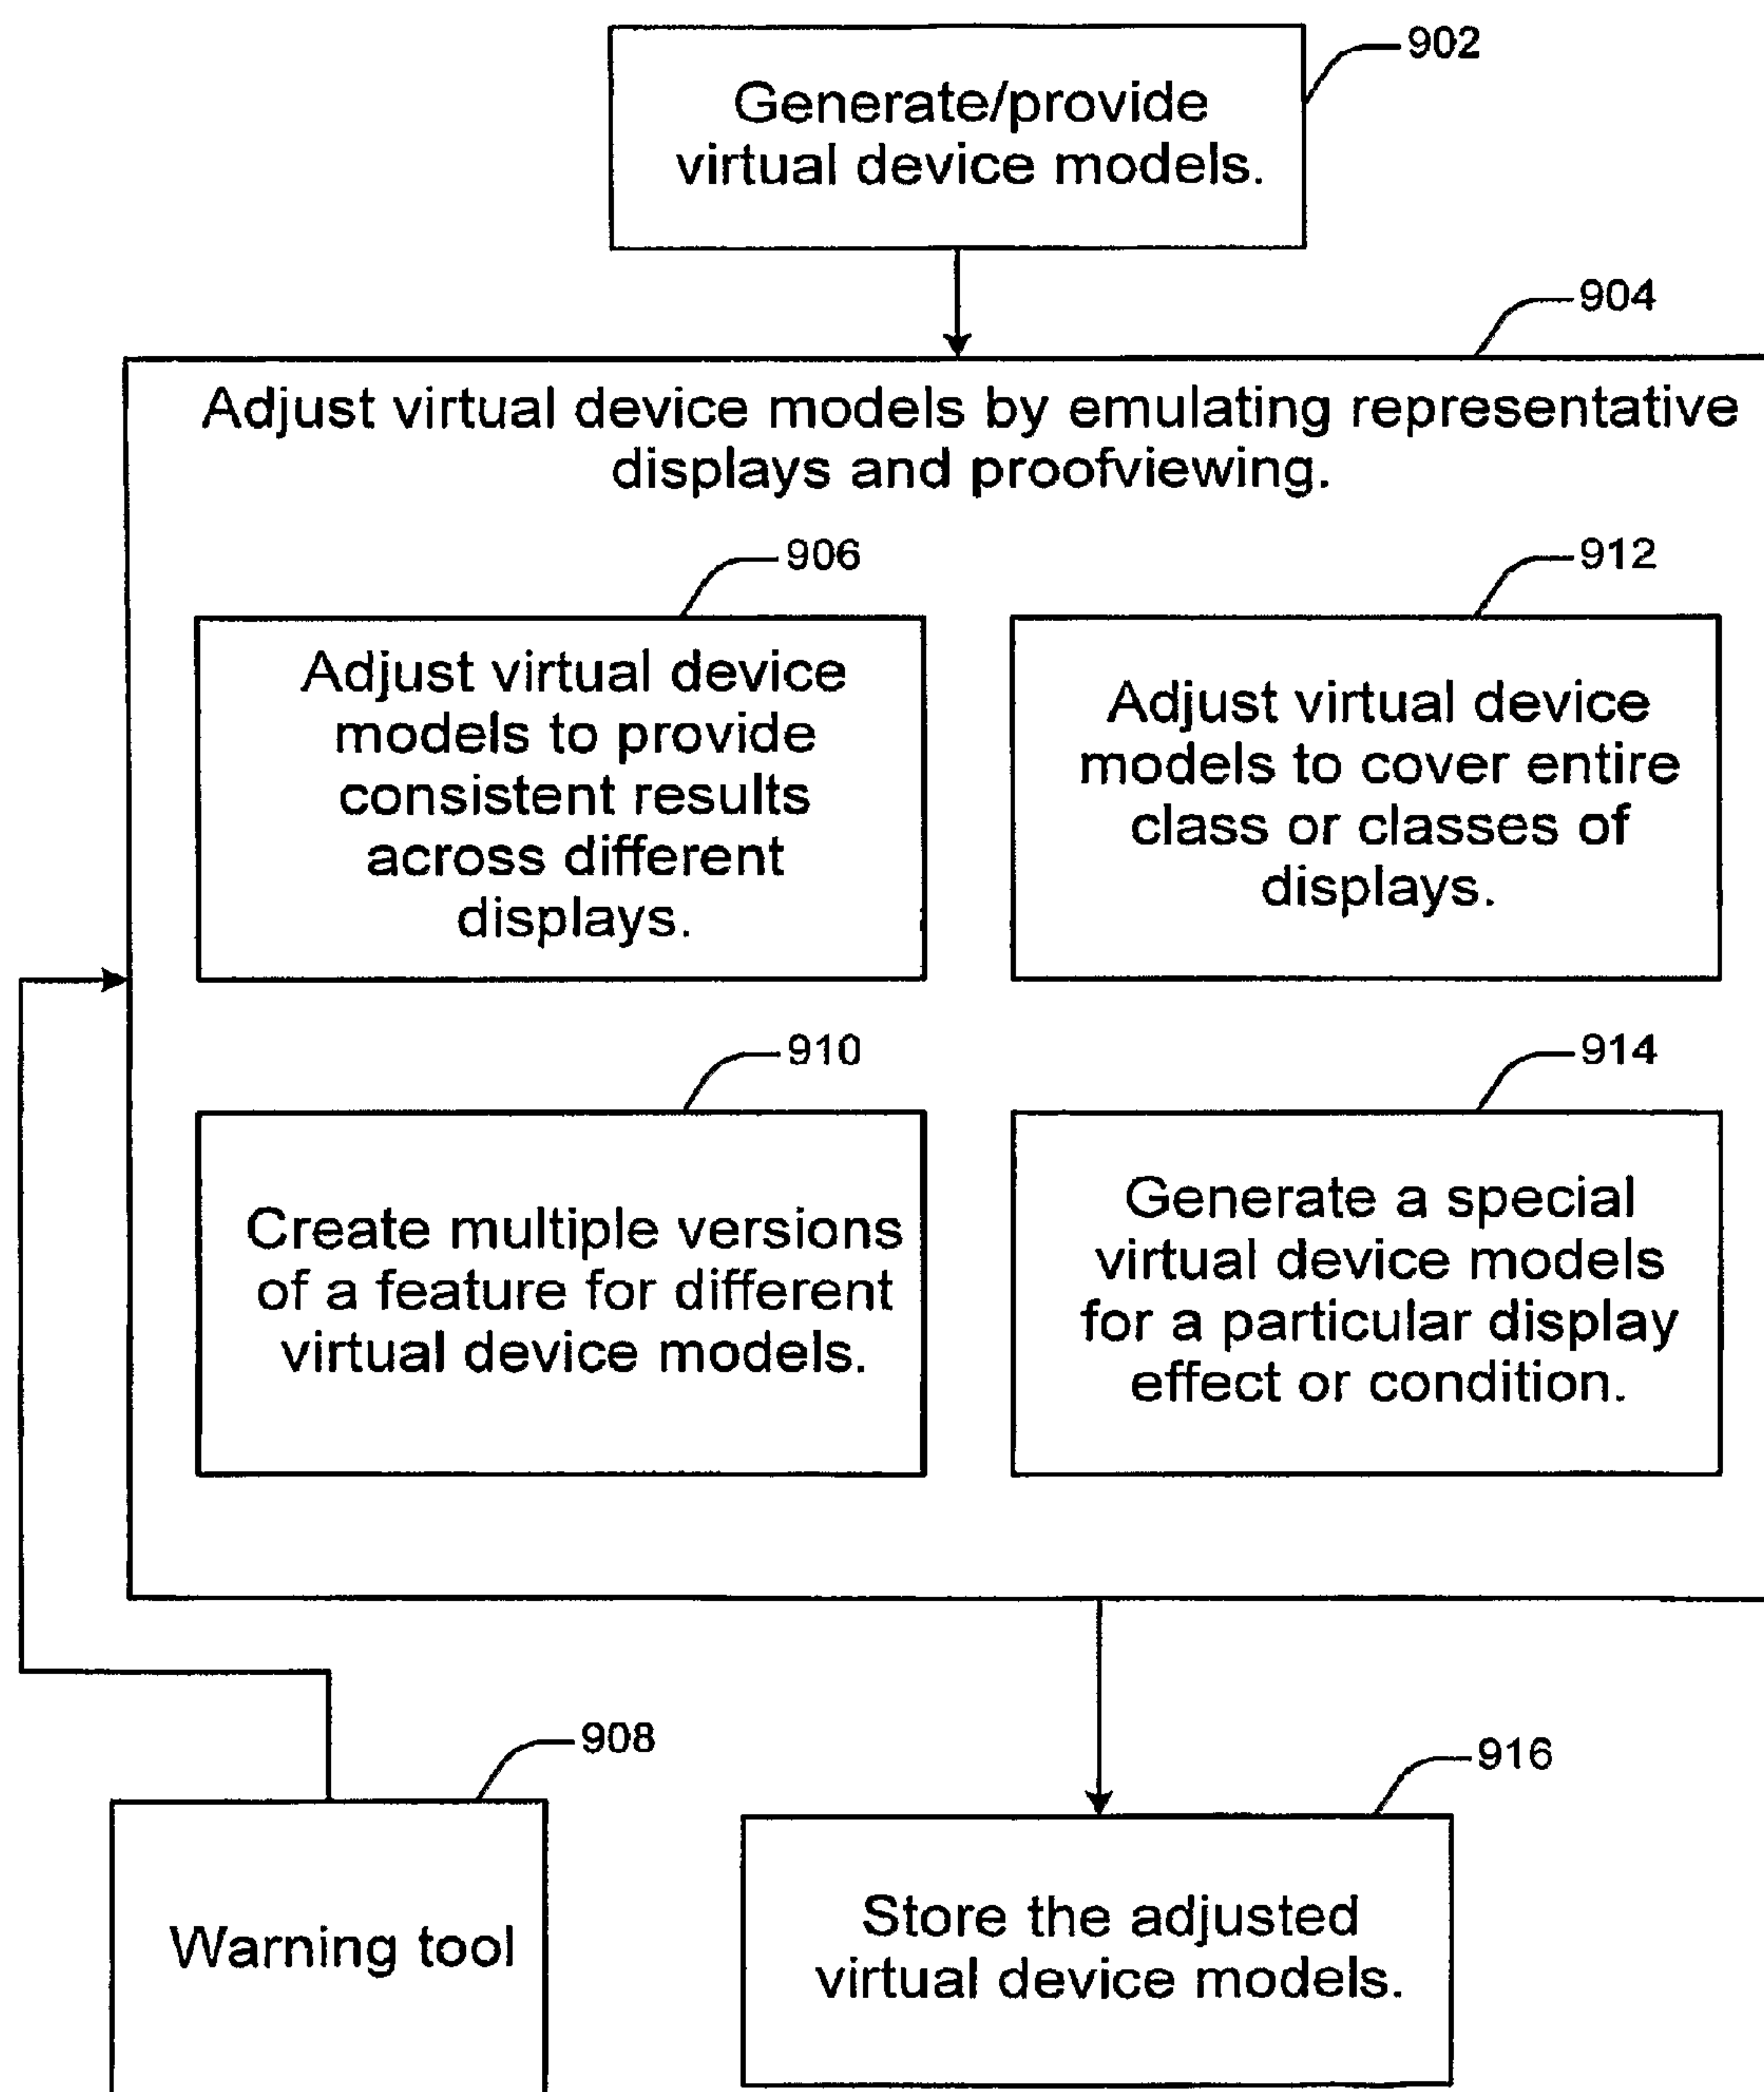 902
Generate/provide
virtual device models.
904
Adjust virtual device models by emulating representative
displays and proofviewing.
906
Adjust virtual device
models to provide
consistent results
across different
displays.
912
Adjust virtual device
models to cover entire
class or classes of
displays.
910
Create multiple versions
of a feature for different
virtual device models.
914
Generate a special
virtual device models
for a particular display
effect or condition.
908
Warning tool
916
Store the adjusted
virtual device models.